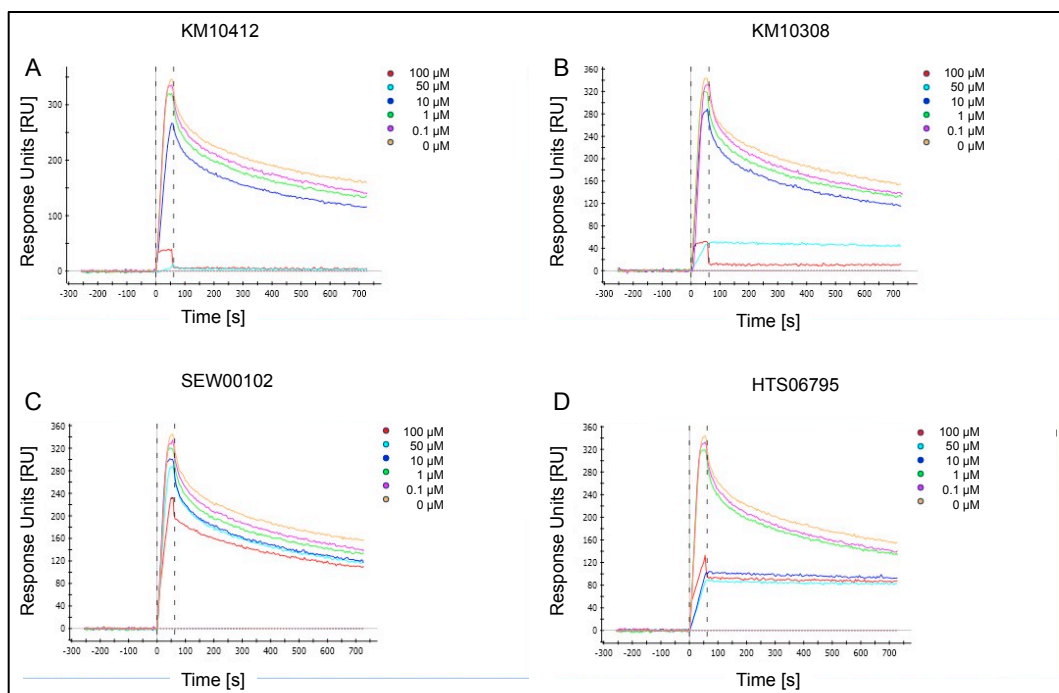 KM10412
A
100 µM
50 µM
10 µM
1 µM
0.1 µM
0 µM
Response Units [RU]
300
200
100
0
-300 -200 -100 0 100 200 300 400 500 600 700
Time [s]
KM10308
B
100 µM
50 µM
10 µM
1 µM
0.1 µM
0 µM
Response Units [RU]
360
320
280
240
200
160
120
80
40
0
-300 -200 -100 0 100 200 300 400 500 600 700
Time [s]
SEW00102
C
100 µM
50 µM
10 µM
1 µM
0.1 µM
0 µM
Response Units [RU]
360
320
280
240
200
160
120
80
40
0
-300 -200 -100 0 100 200 300 400 500 600 700
Time [s]
HTS06795
D
100 µM
50 µM
10 µM
1 µM
0.1 µM
0 µM
Response Units [RU]
360
320
280
240
200
160
120
80
40
0
-300 -200 -100 0 100 200 300 400 500 600 700
Time [s]